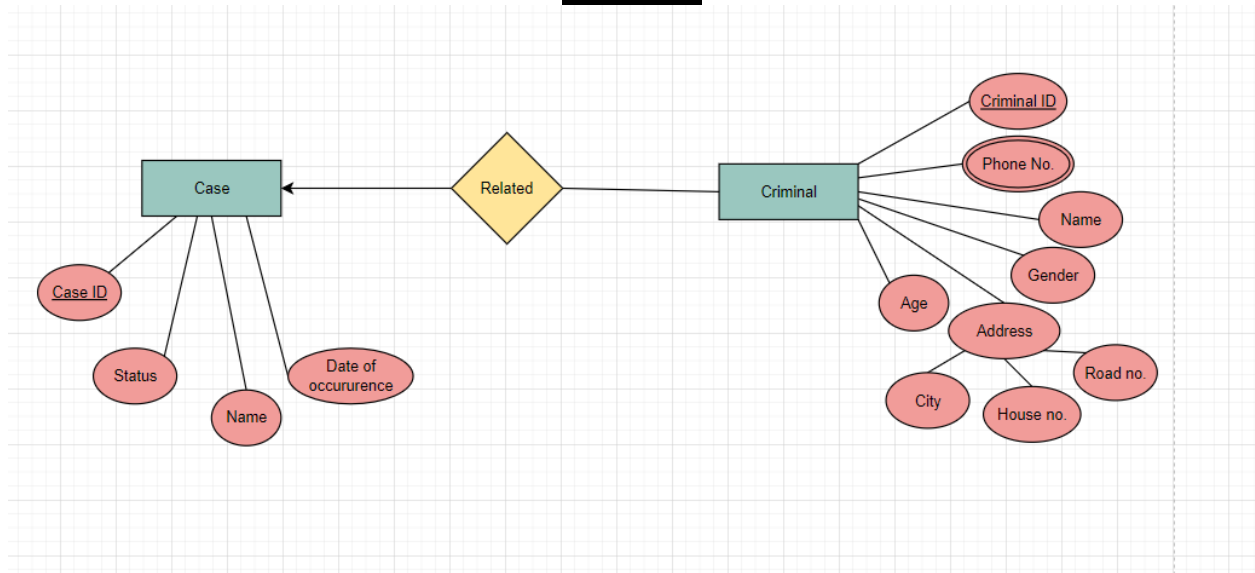 Case
Related
Criminal
Criminal ID
Phone No.
Name
Gender
Age
Address
Road no.
City
House no.
Case ID
Status
Name
Date of
occururence